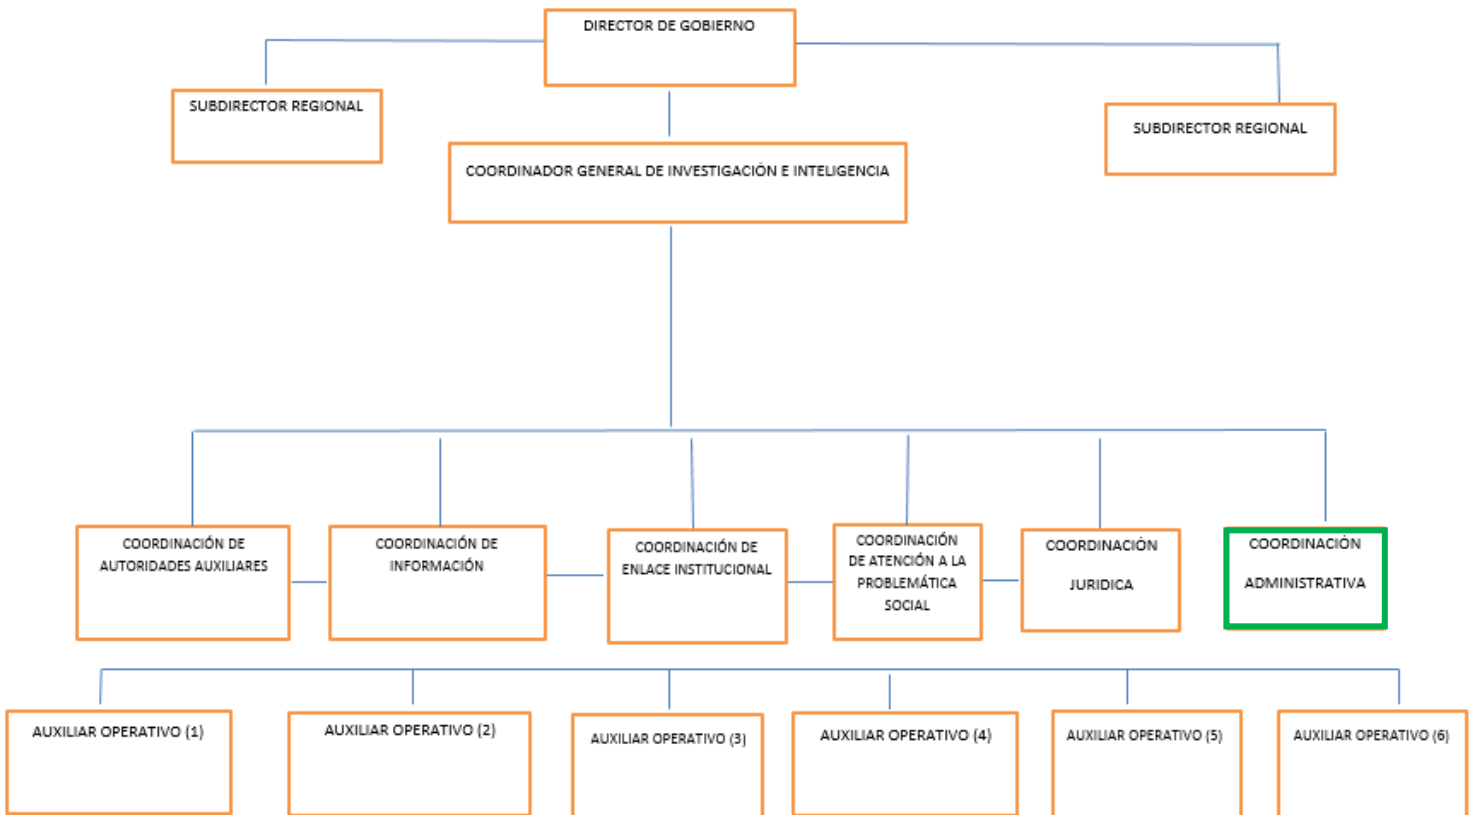 DIRECTOR DE GOBIERNO
SUBDIRECTOR REGIONAL
SUBDIRECTOR REGIONAL
COORDINADOR GENERAL DE INVESTIGACIÓN E INTELIGENCIA
COORDINACIÓN DE
AUTORIDADES AUXILIARES
COORDINACIÓN DE
INFORMACIÓN
COORDINACIÓN DE
ENLACE INSTITUCIONAL
COORDINACIÓN
DE ATENCIÓN A LA
PROBLEMÁTICA
SOCIAL
COORDINACIÓN
JURIDICA
COORDINACIÓN
ADMINISTRATIVA
AUXILIAR OPERATIVO (1)
AUXILIAR OPERATIVO (2)
AUXILIAR OPERATIVO (3)
AUXILIAR OPERATIVO (4)
AUXILIAR OPERATIVO (5)
AUXILIAR OPERATIVO (6)